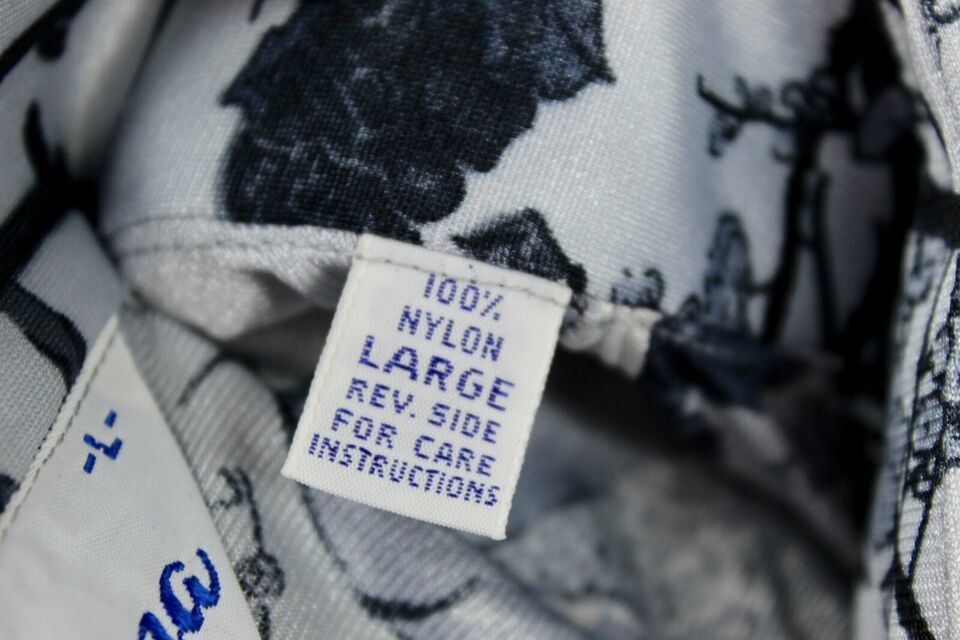 100%
NYLON
LARGE
REV. SIDE
FOR CARE
INSTRUCTIONS
-L-